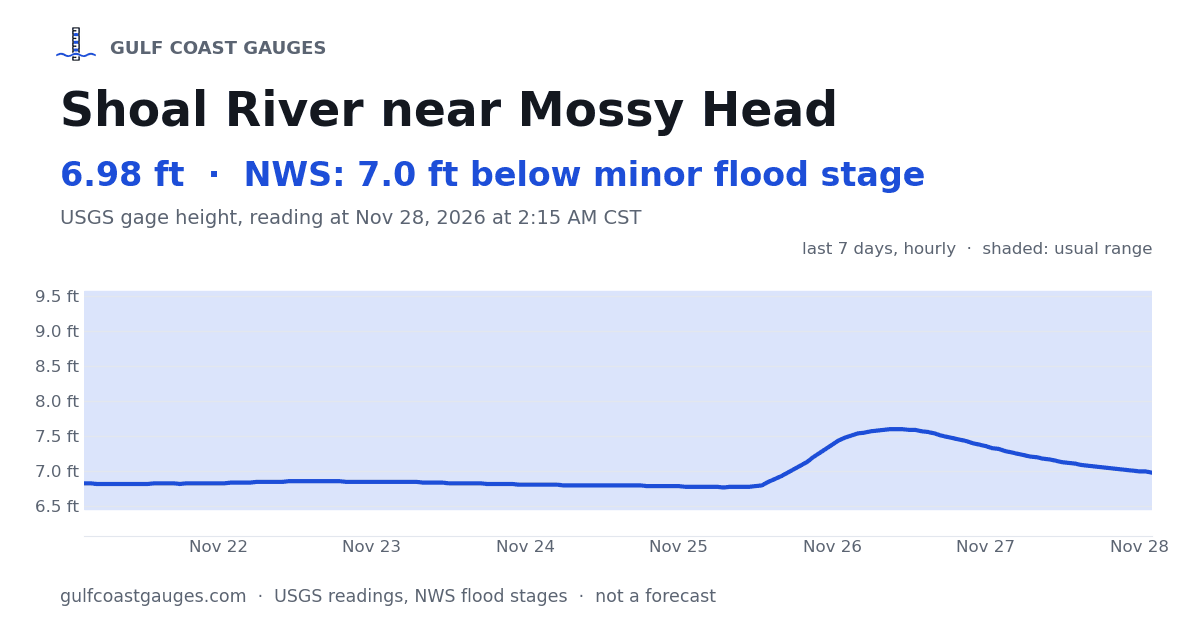 GULF COAST GAUGES
Shoal River near Mossy Head
6.98 ft · NWS: 7.0 ft below minor flood stage
USGS gage height, reading at Nov 28, 2026 at 2:15 AM CST
last 7 days, hourly · shaded: usual range
9.5 ft
9.0 ft
8.5 ft
8.0 ft
7.5 ft
7.0 ft
6.5 ft
Nov 22 Nov 23 Nov 24 Nov 25 Nov 26 Nov 27 Nov 28
gulfcoastgauges.com · USGS readings, NWS flood stages · not a forecast